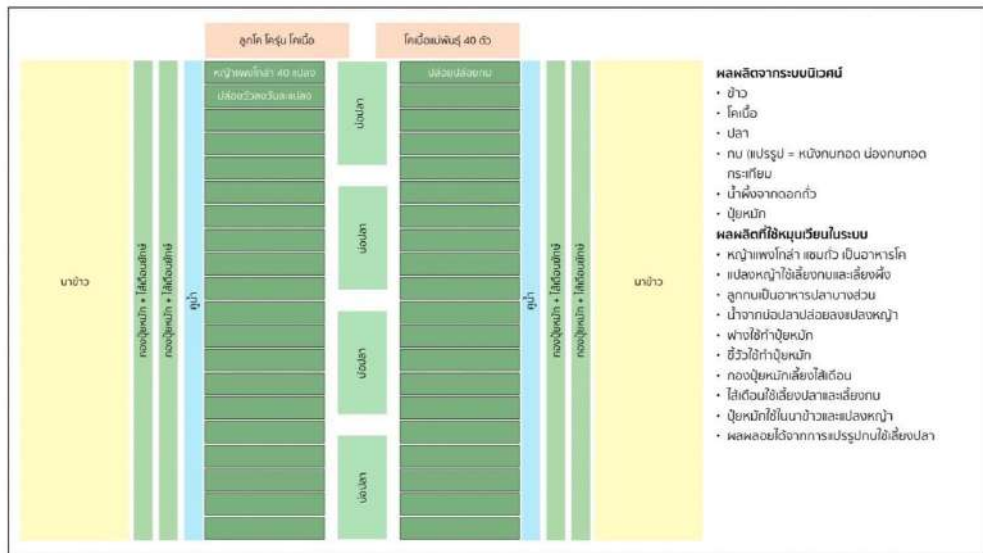 ลูกโค โครุ่น โคเนื้อ
โคเนื้อแม่พันธุ์ 40 ตัว
นาข้าว
กองปุ๋ยหมัก + ไส้เดือนยักษ์
กองปุ๋ยหมัก + ไส้เดือนยักษ์
คูน้ำ
หญ้าแพงโกล่า 40 แปลง
ปล่อยวัวลงวันละแปลง
บ่อปลา
บ่อปลา
บ่อปลา
บ่อปลา
ปล่อยปล่อยกบ
คูน้ำ
กองปุ๋ยหมัก + ไส้เดือนยักษ์
กองปุ๋ยหมัก + ไส้เดือนยักษ์
นาข้าว
ผลผลิตจากระบบนิเวศน์
• ข้าว
• โคเนื้อ
• ปลา
• กบ (แปรรูป = หนังกบทอด น่องกบทอด
กระเทียม
• น้ำผึ้งจากดอกถั่ว
• ปุ๋ยหมัก
ผลผลิตที่ใช้หมุนเวียนในระบบ
• หญ้าแพงโกล่า แซมถั่ว เป็นอาหารโค
• แปลงหญ้าใช้เลี้ยงกบและเลี้ยงผึ้ง
• ลูกกบเป็นอาหารปลาบางส่วน
• น้ำจากบ่อปลาปล่อยลงแปลงหญ้า
• ฟางใช้ทำปุ๋ยหมัก
• ขี้วัวใช้ทำปุ๋ยหมัก
• กองปุ๋ยหมักเลี้ยงไส้เดือน
• ไส้เดือนใช้เลี้ยงปลาและเลี้ยงกบ
• ปุ๋ยหมักใช้ในนาข้าวและแปลงหญ้า
• ผลพลอยได้จากการแปรรูปกบใช้เลี้ยงปลา